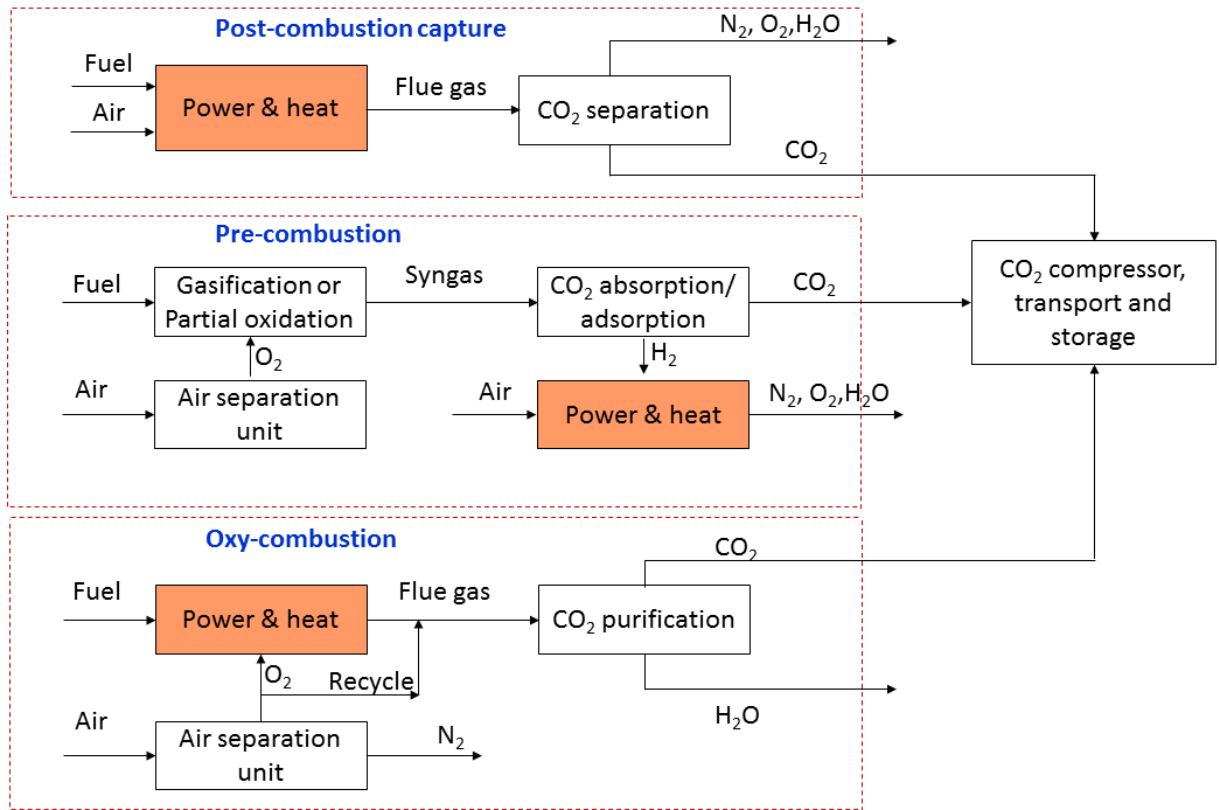 Post-combustion capture
N₂, O₂,H₂O
Fuel
Air
Power & heat
Flue gas
CO₂ separation
CO₂
Pre-combustion
Fuel
Gasification or
Partial oxidation
Syngas
CO₂ absorption/
adsorption
CO₂
CO₂ compressor,
transport and
storage
O₂
H₂
Air
Air separation
unit
Air
Power & heat
N₂, O₂,H₂O
Oxy-combustion
CO₂
Fuel
Power & heat
Flue gas
CO₂ purification
O₂
Recycle
H₂O
Air
Air separation
unit
N₂